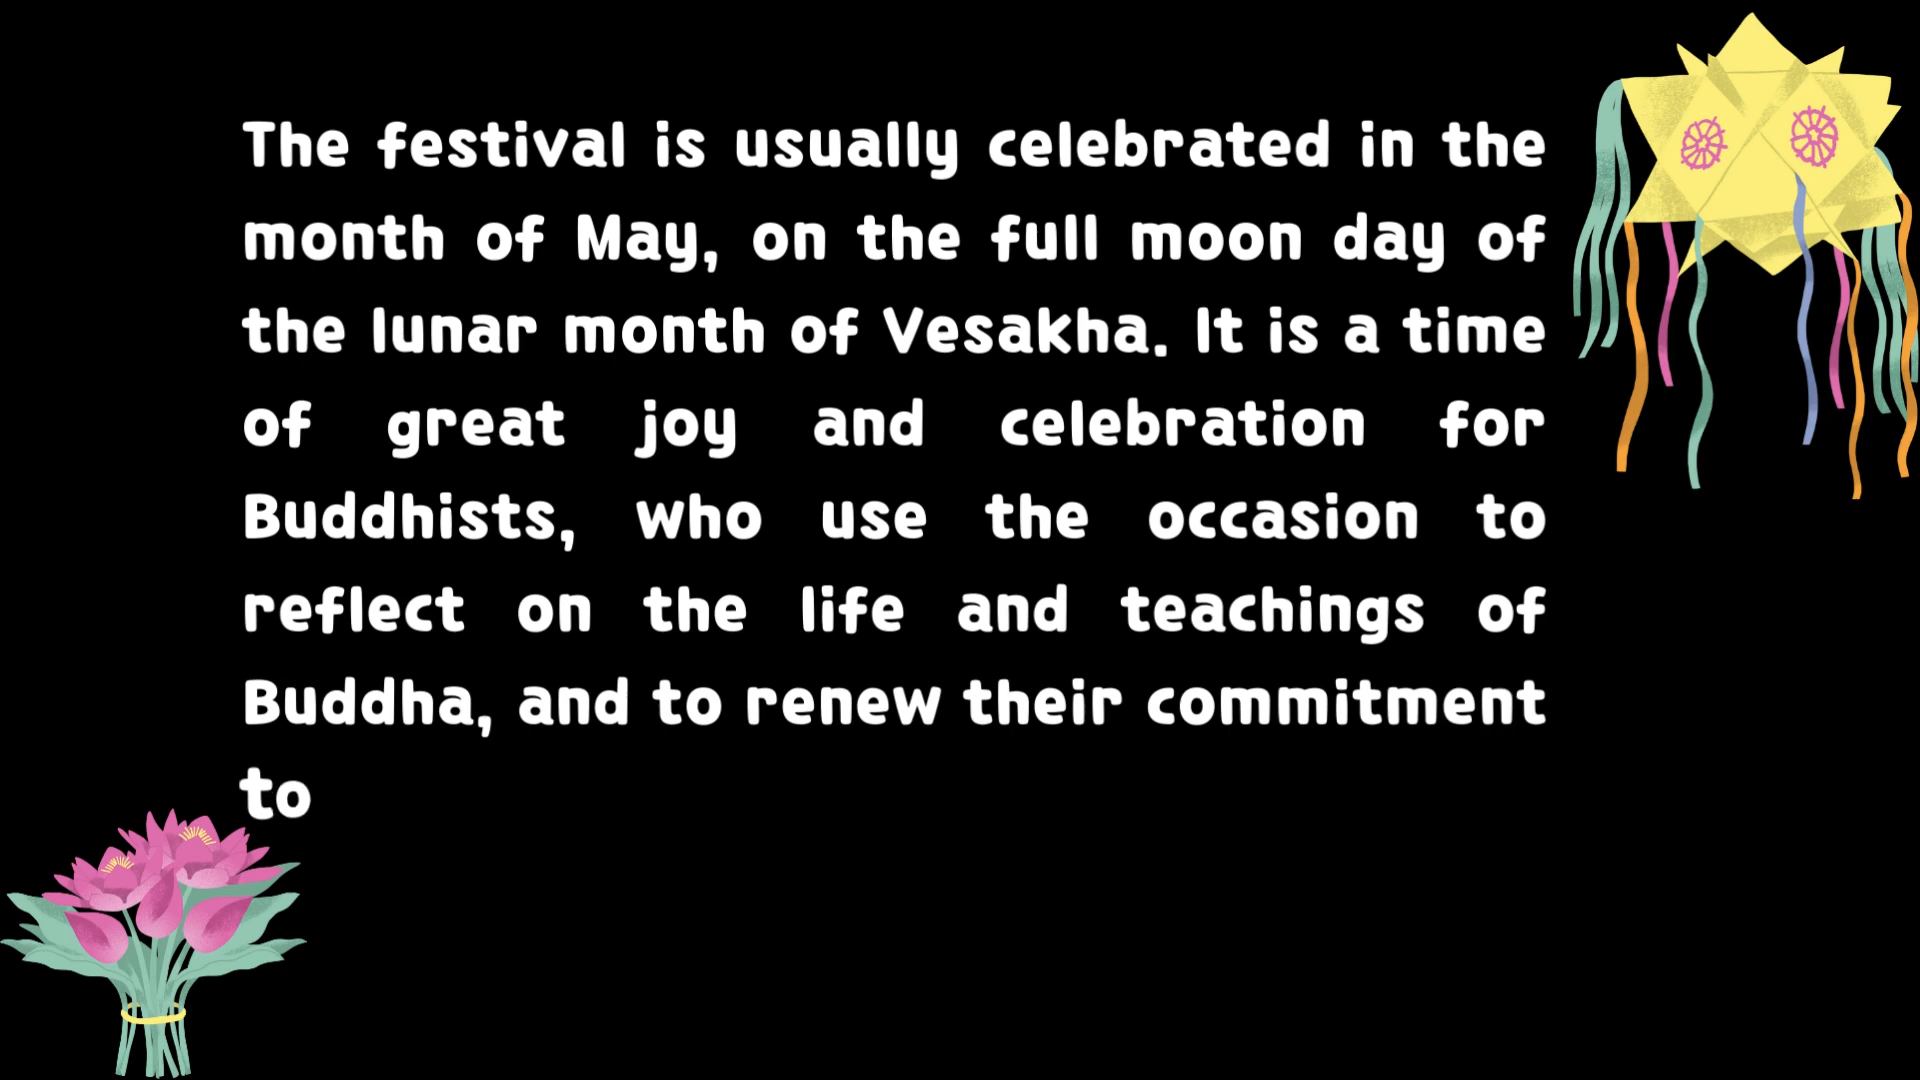 The festival is usually celebrated in the
month of May, on the full moon day of
the lunar month of Vesakha. It is a time
of great joy and celebration for
Buddhists, who use the occasion to
reflect on the life and teachings of
Buddha, and to renew their commitment
to